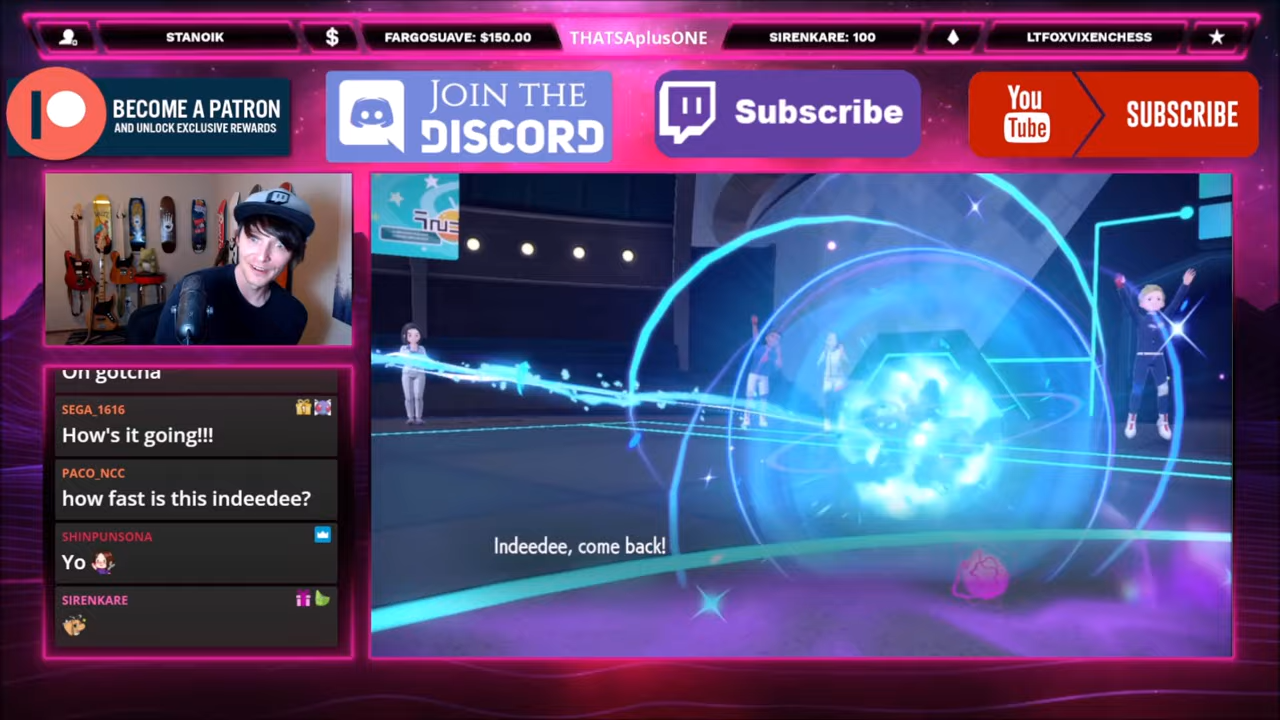 STANOIK
$
FARGOSUAVE: $150.00
THATSAplusONE
SIRENKARE: 100
LTFOXVIXENCHESS
BECOME A PATRON
AND UNLOCK EXCLUSIVE REWARDS
JOIN THE
DISCORD
Subscribe
You
Tube
SUBSCRIBE
Oh gotcha
SEGA_1616
How's it going!!!
PACO_NCC
how fast is this indeedee?
SHINPUNSONA
Yo
SIRENKARE
Indeedee, come back!